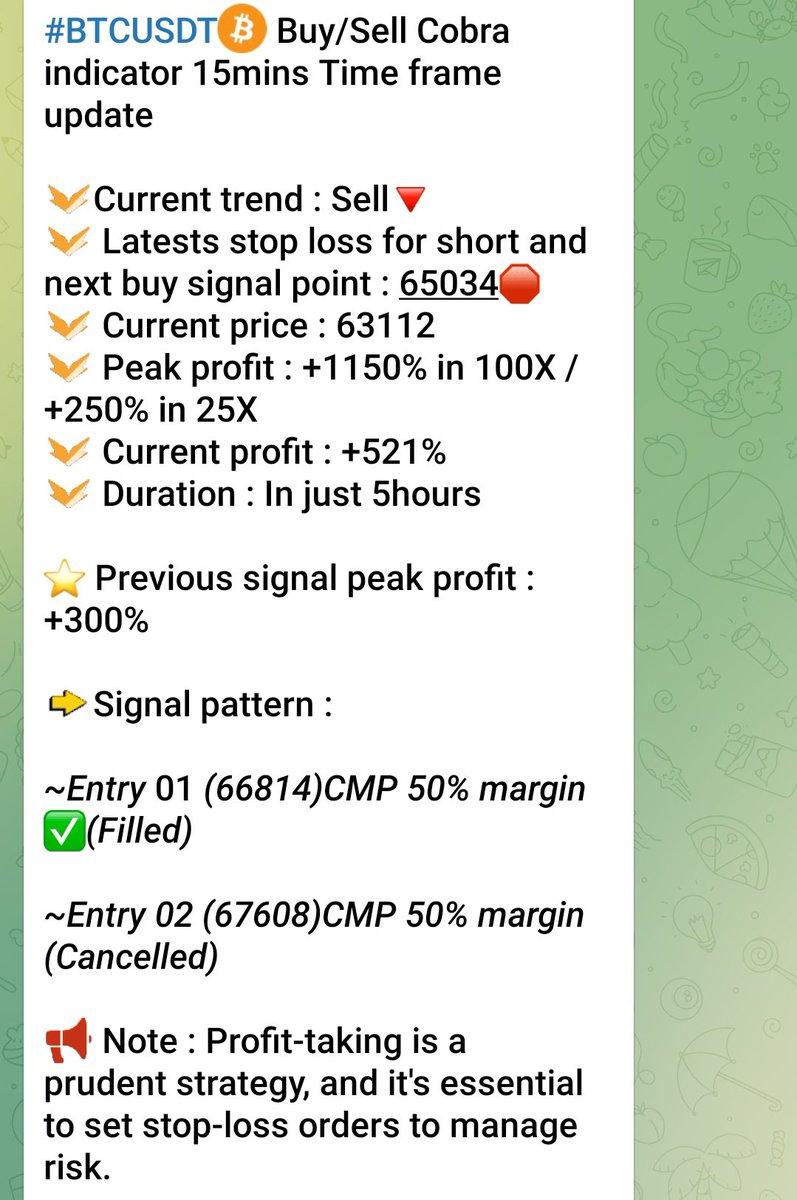 #BTCUSDT Buy/Sell Cobra
indicator 15mins Time frame
update
Current trend : Sell🔻
Latests stop loss for short and
next buy signal point : 65034🛑
Current price : 63112
Peak profit : +1150% in 100X /
+250% in 25X
Current profit : +521%
Duration : In just 5hours
⭐ Previous signal peak profit :
+300%
Signal pattern :
~Entry 01 (66814)CMP 50% margin
✅(Filled)
~Entry 02 (67608)CMP 50% margin
(Cancelled)
📢 Note : Profit-taking is a
prudent strategy, and it's essential
to set stop-loss orders to manage
risk.